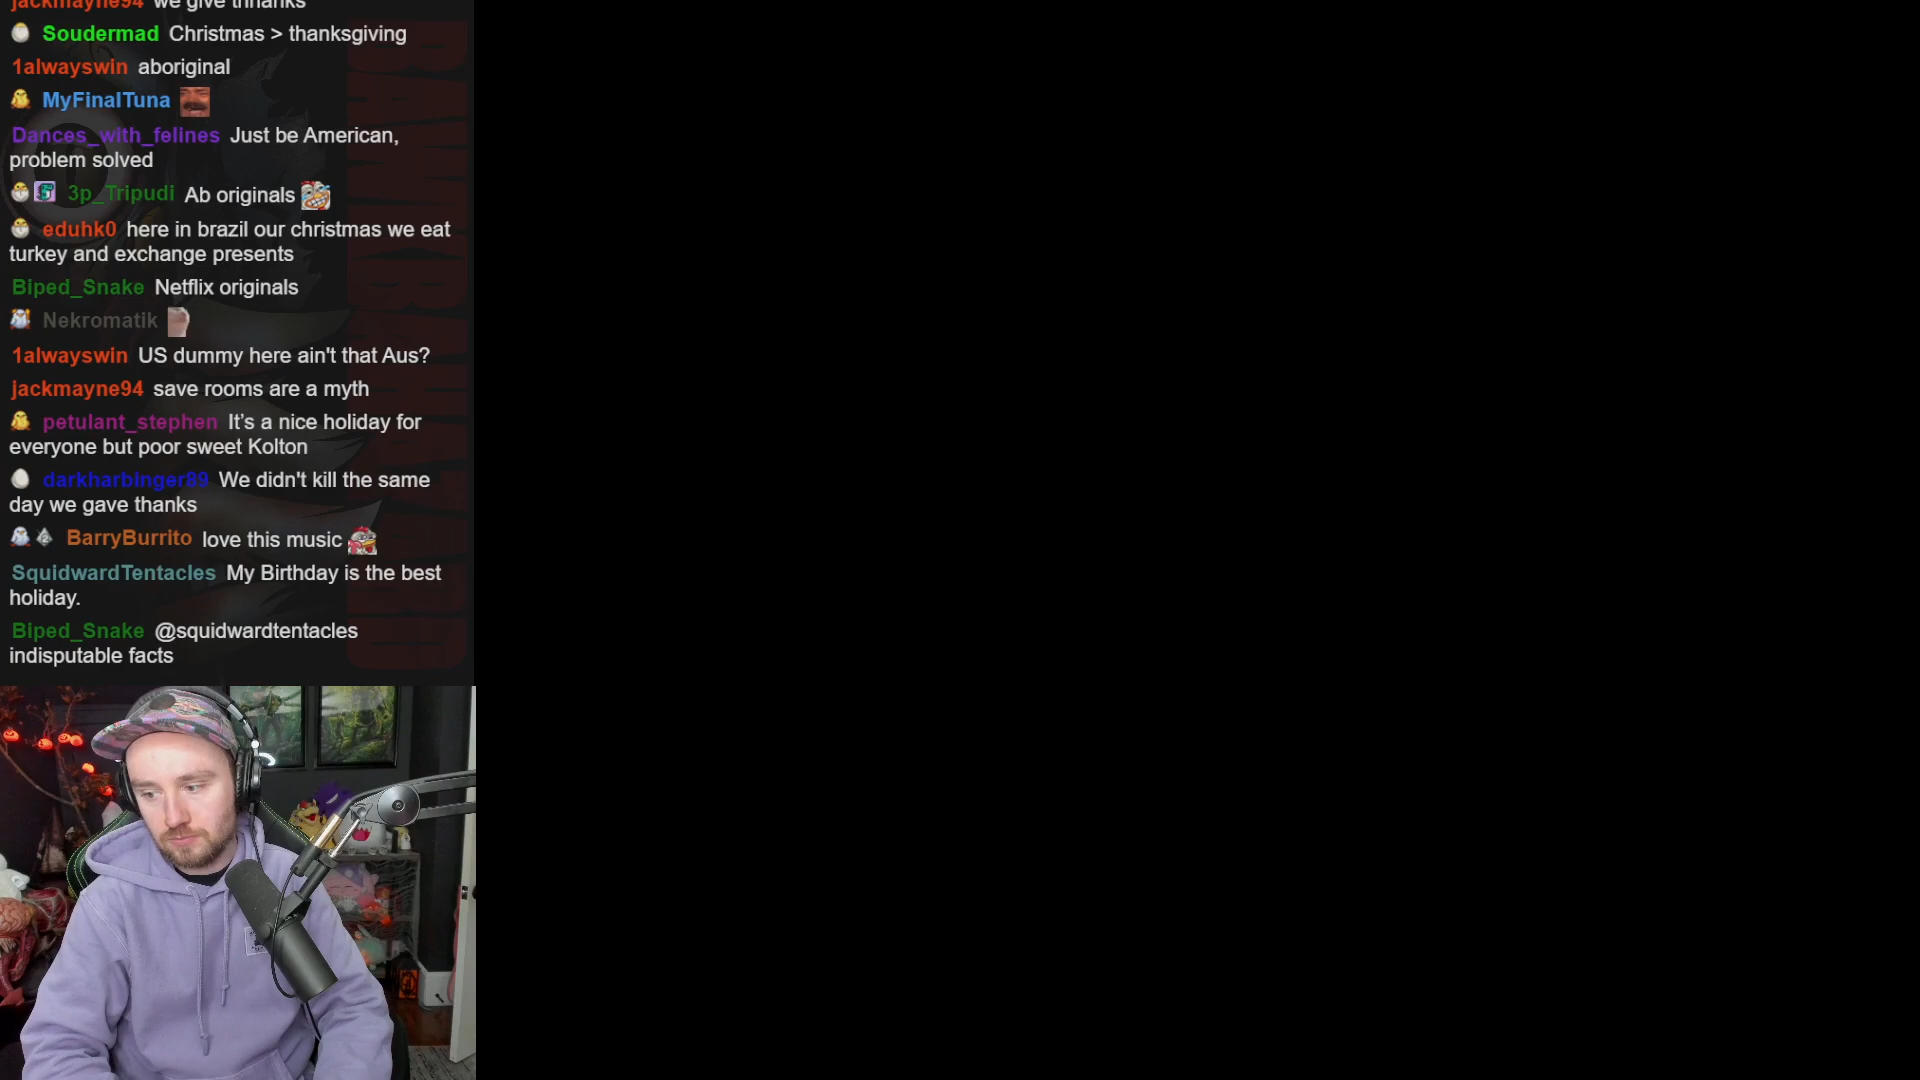 jackmayne94 we give thhanks
Soudermad Christmas > thanksgiving
1alwayswin aboriginal
MyFinalTuna
Dances_with_felines Just be American,
problem solved
3p_Tripudi Ab originals
eduhk0 here in brazil our christmas we eat
turkey and exchange presents
Biped_Snake Netflix originals
Nekromatik
1alwayswin US dummy here ain't that Aus?
jackmayne94 save rooms are a myth
petulant_stephen It’s a nice holiday for
everyone but poor sweet Kolton
darkharbinger89 We didn't kill the same
day we gave thanks
BarryBurrito love this music
SquidwardTentacles My Birthday is the best
holiday.
Biped_Snake @squidwardtentacles
indisputable facts